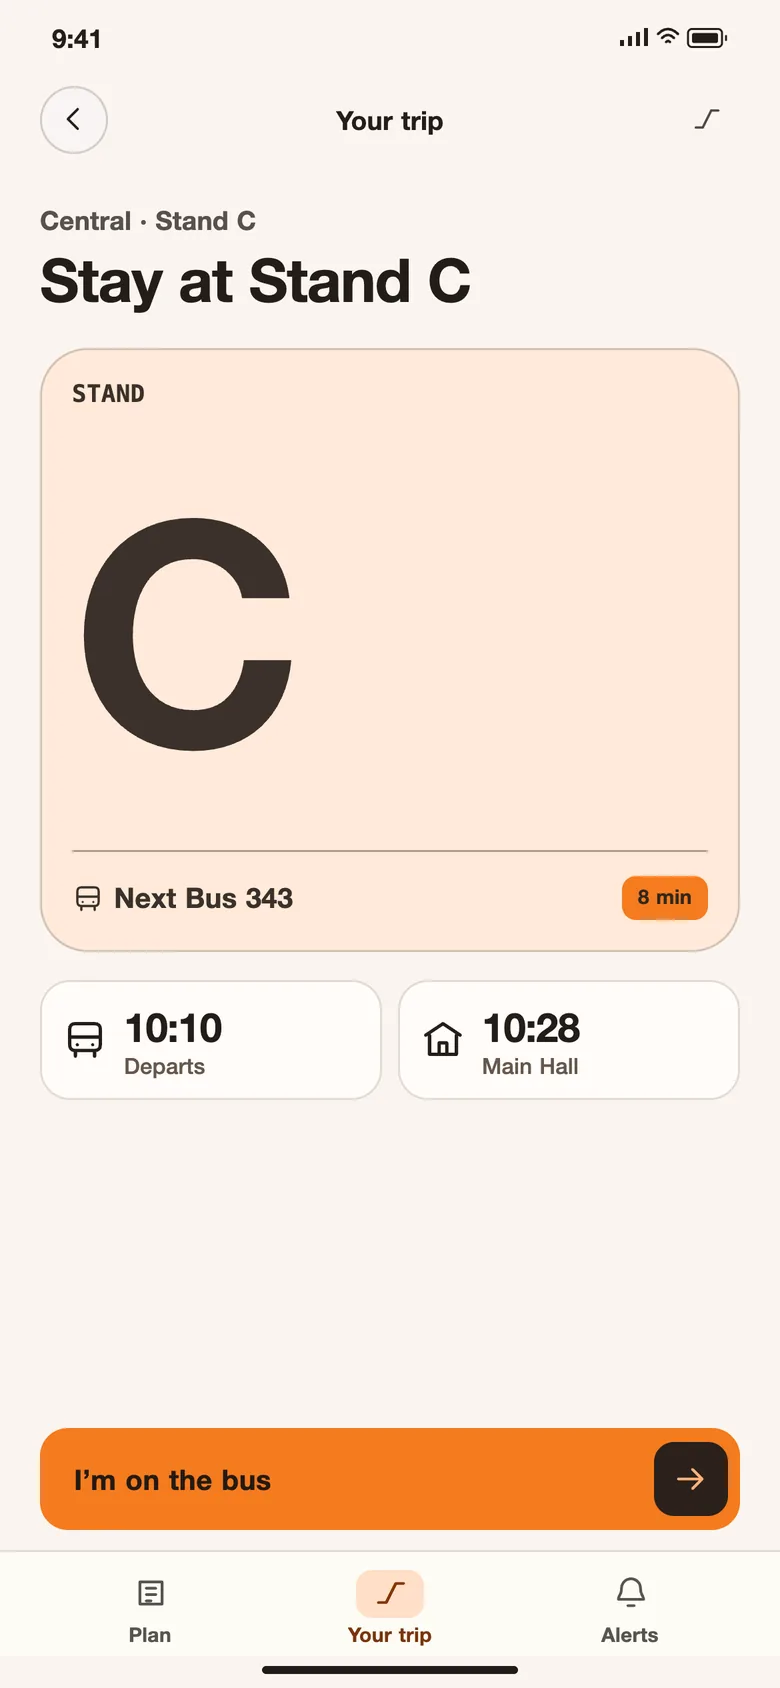 9:41
Your trip
Central · Stand C
Stay at Stand C
STAND
C
Next Bus 343
8 min
10:10
Departs
10:28
Main Hall
I’m on the bus
Plan
Your trip
Alerts